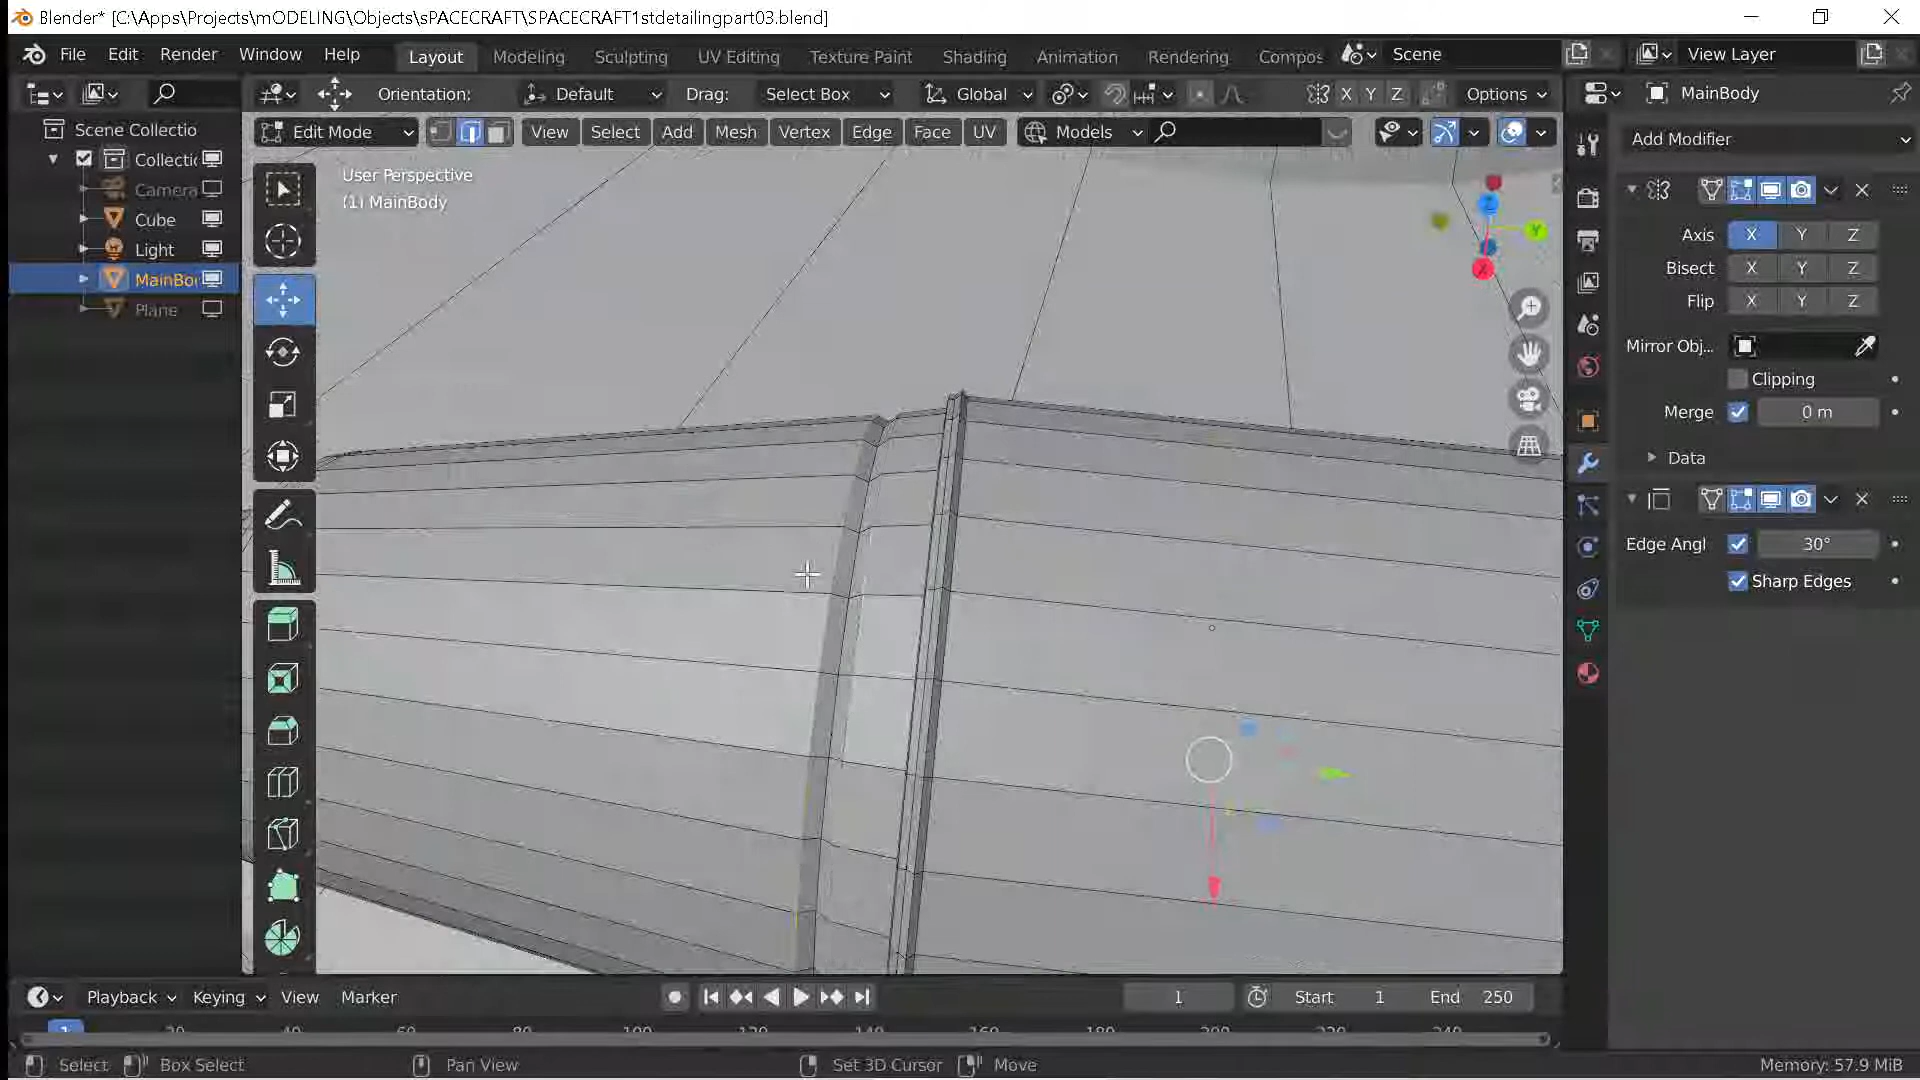 Blender* [C:\Apps\Projects\mODELING\Objects\sPACECRAFT\SPACECRAFT1stdetailingpart03.blend]
File Edit Render Window Help Layout Modeling Sculpting UV Editing Texture Paint Shading Animation Rendering Compos Scene View Layer
Orientation: Default Drag: Select Box Global X Y Z Options MainBody
Edit Mode View Select Add Mesh Vertex Edge Face UV Models
Scene Collectio
Collectio
Camera
Cube
Light
MainBo
Plane
User Perspective
(1) MainBody
Z
Y
X
Add Modifier
Axis X Y Z
Bisect X Y Z
Flip X Y Z
Mirror Obj...
Clipping
Merge 0 m
Data
Edge Angl 30°
Sharp Edges
Playback Keying View Marker 1 Start 1 End 250
1
Select Box Select Pan View Set 3D Cursor Move Memory: 57.9 MiB